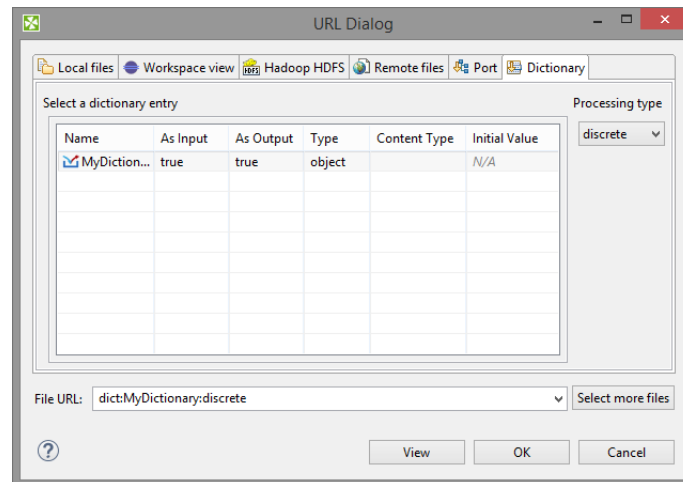 URL Dialog
Local files Workspace view Hadoop HDFS Remote files Port Dictionary
Select a dictionary entry Processing type
Name As Input As Output Type Content Type Initial Value discrete
MyDiction... true true object N/A
File URL: dict:MyDictionary:discrete Select more files
View OK Cancel